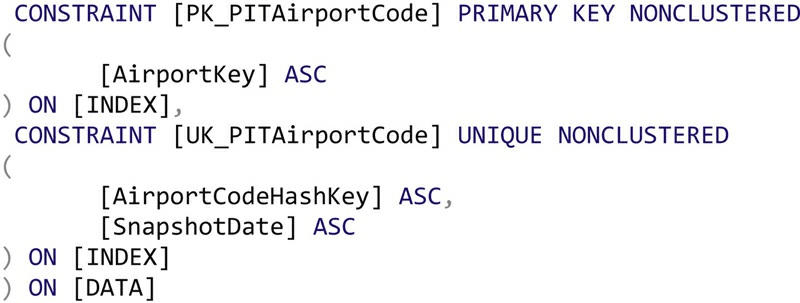 CONSTRAINT [PK_PITAirportCode] PRIMARY KEY NONCLUSTERED
(
[AirportKey] ASC
) ON [INDEX],
CONSTRAINT [UK_PITAirportCode] UNIQUE NONCLUSTERED
(
[AirportCodeHashKey] ASC,
[SnapshotDate] ASC
) ON [INDEX]
) ON [DATA]